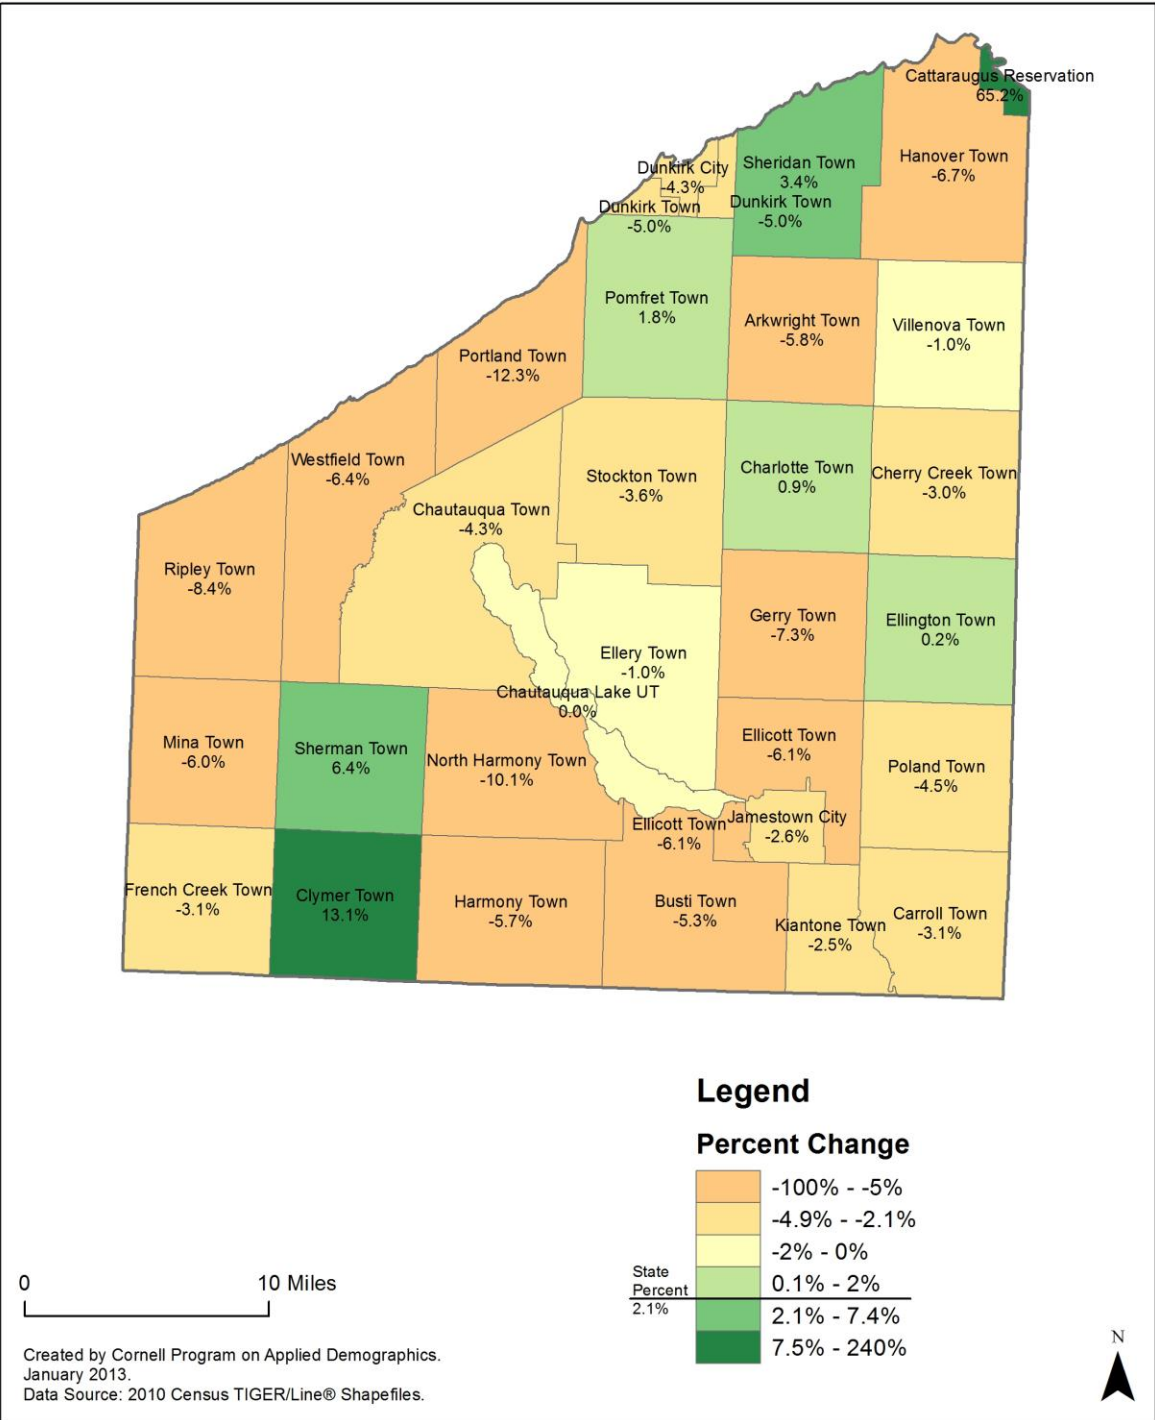 Cattaraugus Reservation
65.2%
Hanover Town
-6.7%
Sheridan Town
3.4%
Dunkirk City
-4.3%
Dunkirk Town
-5.0%
Dunkirk Town
-5.0%
Pomfret Town
1.8%
Arkwright Town
-5.8%
Villenova Town
-1.0%
Portland Town
-12.3%
Westfield Town
-6.4%
Stockton Town
-3.6%
Charlotte Town
0.9%
Cherry Creek Town
-3.0%
Chautauqua Town
-4.3%
Ripley Town
-8.4%
Gerry Town
-7.3%
Ellington Town
0.2%
Ellery Town
-1.0%
Chautauqua Lake UT
0.0%
Mina Town
-6.0%
Sherman Town
6.4%
North Harmony Town
-10.1%
Ellicott Town
-6.1%
Poland Town
-4.5%
Ellicott Town
-6.1%
Jamestown City
-2.6%
French Creek Town
-3.1%
Clymer Town
13.1%
Harmony Town
-5.7%
Busti Town
-5.3%
Kiantone Town
-2.5%
Carroll Town
-3.1%
Legend
Percent Change
-100% - -5%
-4.9% - -2.1%
-2% - 0%
0.1% - 2%
2.1% - 7.4%
7.5% - 240%
State
Percent
2.1%
0 10 Miles
Created by Cornell Program on Applied Demographics.
January 2013.
Data Source: 2010 Census TIGER/Line® Shapefiles.
N